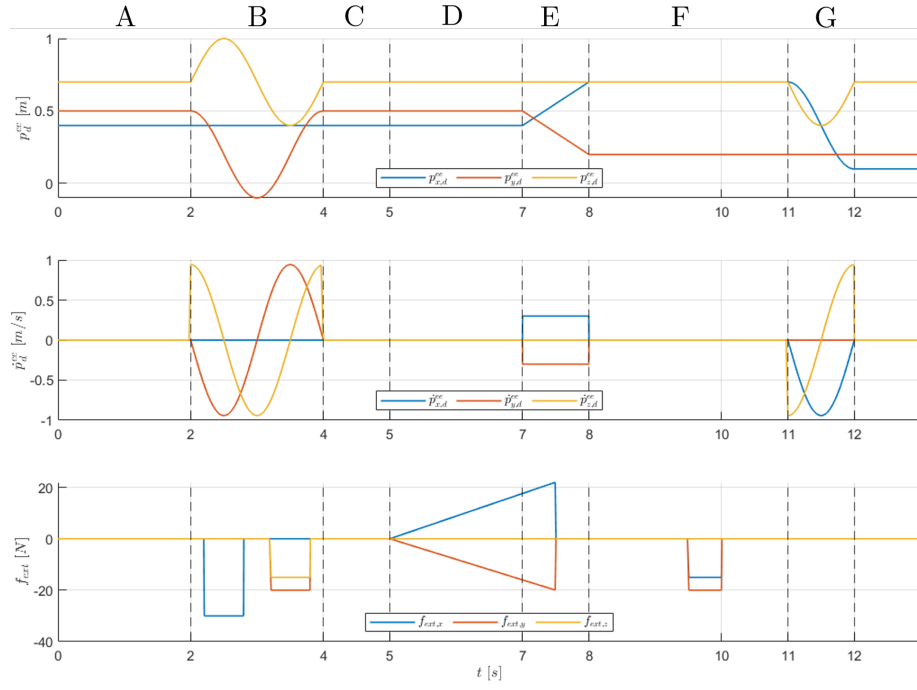 A B C D E F G
1
0.5
0
p_d^{ee} [m]
p_{x,d}^{ee} p_{y,d}^{ee} p_{z,d}^{ee}
0 2 4 5 7 8 10 11 12
1
0.5
0
-0.5
-1
ṗ_d^{ee} [m/s]
ṗ_{x,d}^{ee} ṗ_{y,d}^{ee} ṗ_{z,d}^{ee}
0 2 4 5 7 8 10 11 12
20
0
-20
-40
f_{ext} [N]
f_{ext,x} f_{ext,y} f_{ext,z}
0 2 4 5 7 8 10 11 12
t [s]